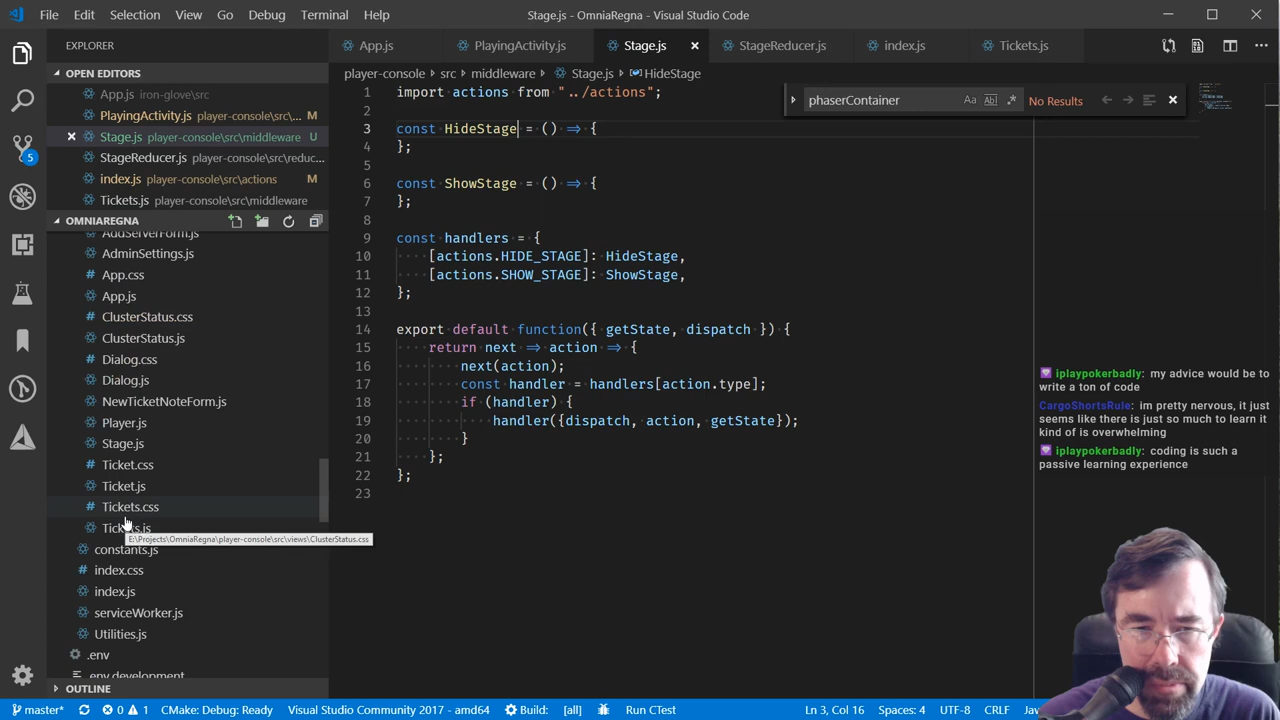 File Edit Selection View Go Debug Terminal Help Stage.js - OmniaRegna - Visual Studio Code
EXPLORER App.js PlayingActivity.js Stage.js StageReducer.js index.js Tickets.js
OPEN EDITORS
App.js iron-glove\src
PlayingActivity.js player-console\src\... M
Stage.js player-console\src\middleware U
StageReducer.js player-console\src\reduc...
index.js player-console\src\actions M
Tickets.js player-console\src\middleware
OMNIAREGNA
AddServerForm.js
AdminSettings.js
App.css
App.js
ClusterStatus.css
ClusterStatus.js
Dialog.css
Dialog.js
NewTicketNoteForm.js
Player.js
Stage.js
Ticket.css
Ticket.js
Tickets.css
Tickets.js
E:\Projects\OmniaRegna\player-console\src\views\ClusterStatus.css
constants.js
index.css
index.js
serviceWorker.js
Utilities.js
.env
.env.development
OUTLINE
5
player-console > src > middleware > Stage.js > HideStage
phaserContainer Aa Abl .* No Results
1 import actions from "../actions";
2
3 const HideStage = () => {
4 };
5
6 const ShowStage = () => {
7 };
8
9 const handlers = {
10 [actions.HIDE_STAGE]: HideStage,
11 [actions.SHOW_STAGE]: ShowStage,
12 };
13
14 export default function({ getState, dispatch }) {
15 return next => action => {
16 next(action);
17 const handler = handlers[action.type];
18 if (handler) {
19 handler({dispatch, action, getState});
20 }
21 };
22 };
23
iplaypokerbadly: my advice would be to
write a ton of code
CargoShortsRule: im pretty nervous, it just
seems like there is just so much to learn it
kind of is overwhelming
iplaypokerbadly: coding is such a
passive learning experience
master* 0 1 CMake: Debug: Ready Visual Studio Community 2017 - amd64 Build: [all] Run CTest Ln 3, Col 16 Spaces: 4 UTF-8 CRLF